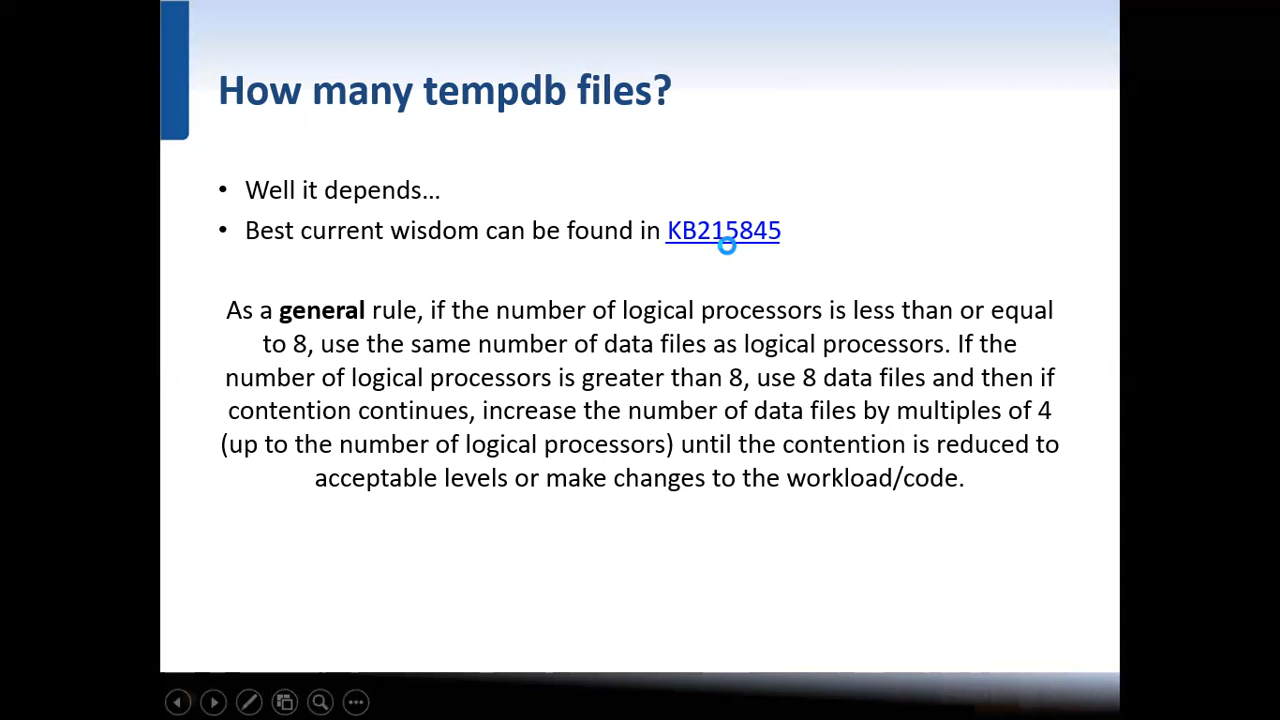 How many tempdb files?
• Well it depends…
• Best current wisdom can be found in KB215845
As a general rule, if the number of logical processors is less than or equal
to 8, use the same number of data files as logical processors. If the
number of logical processors is greater than 8, use 8 data files and then if
contention continues, increase the number of data files by multiples of 4
(up to the number of logical processors) until the contention is reduced to
acceptable levels or make changes to the workload/code.